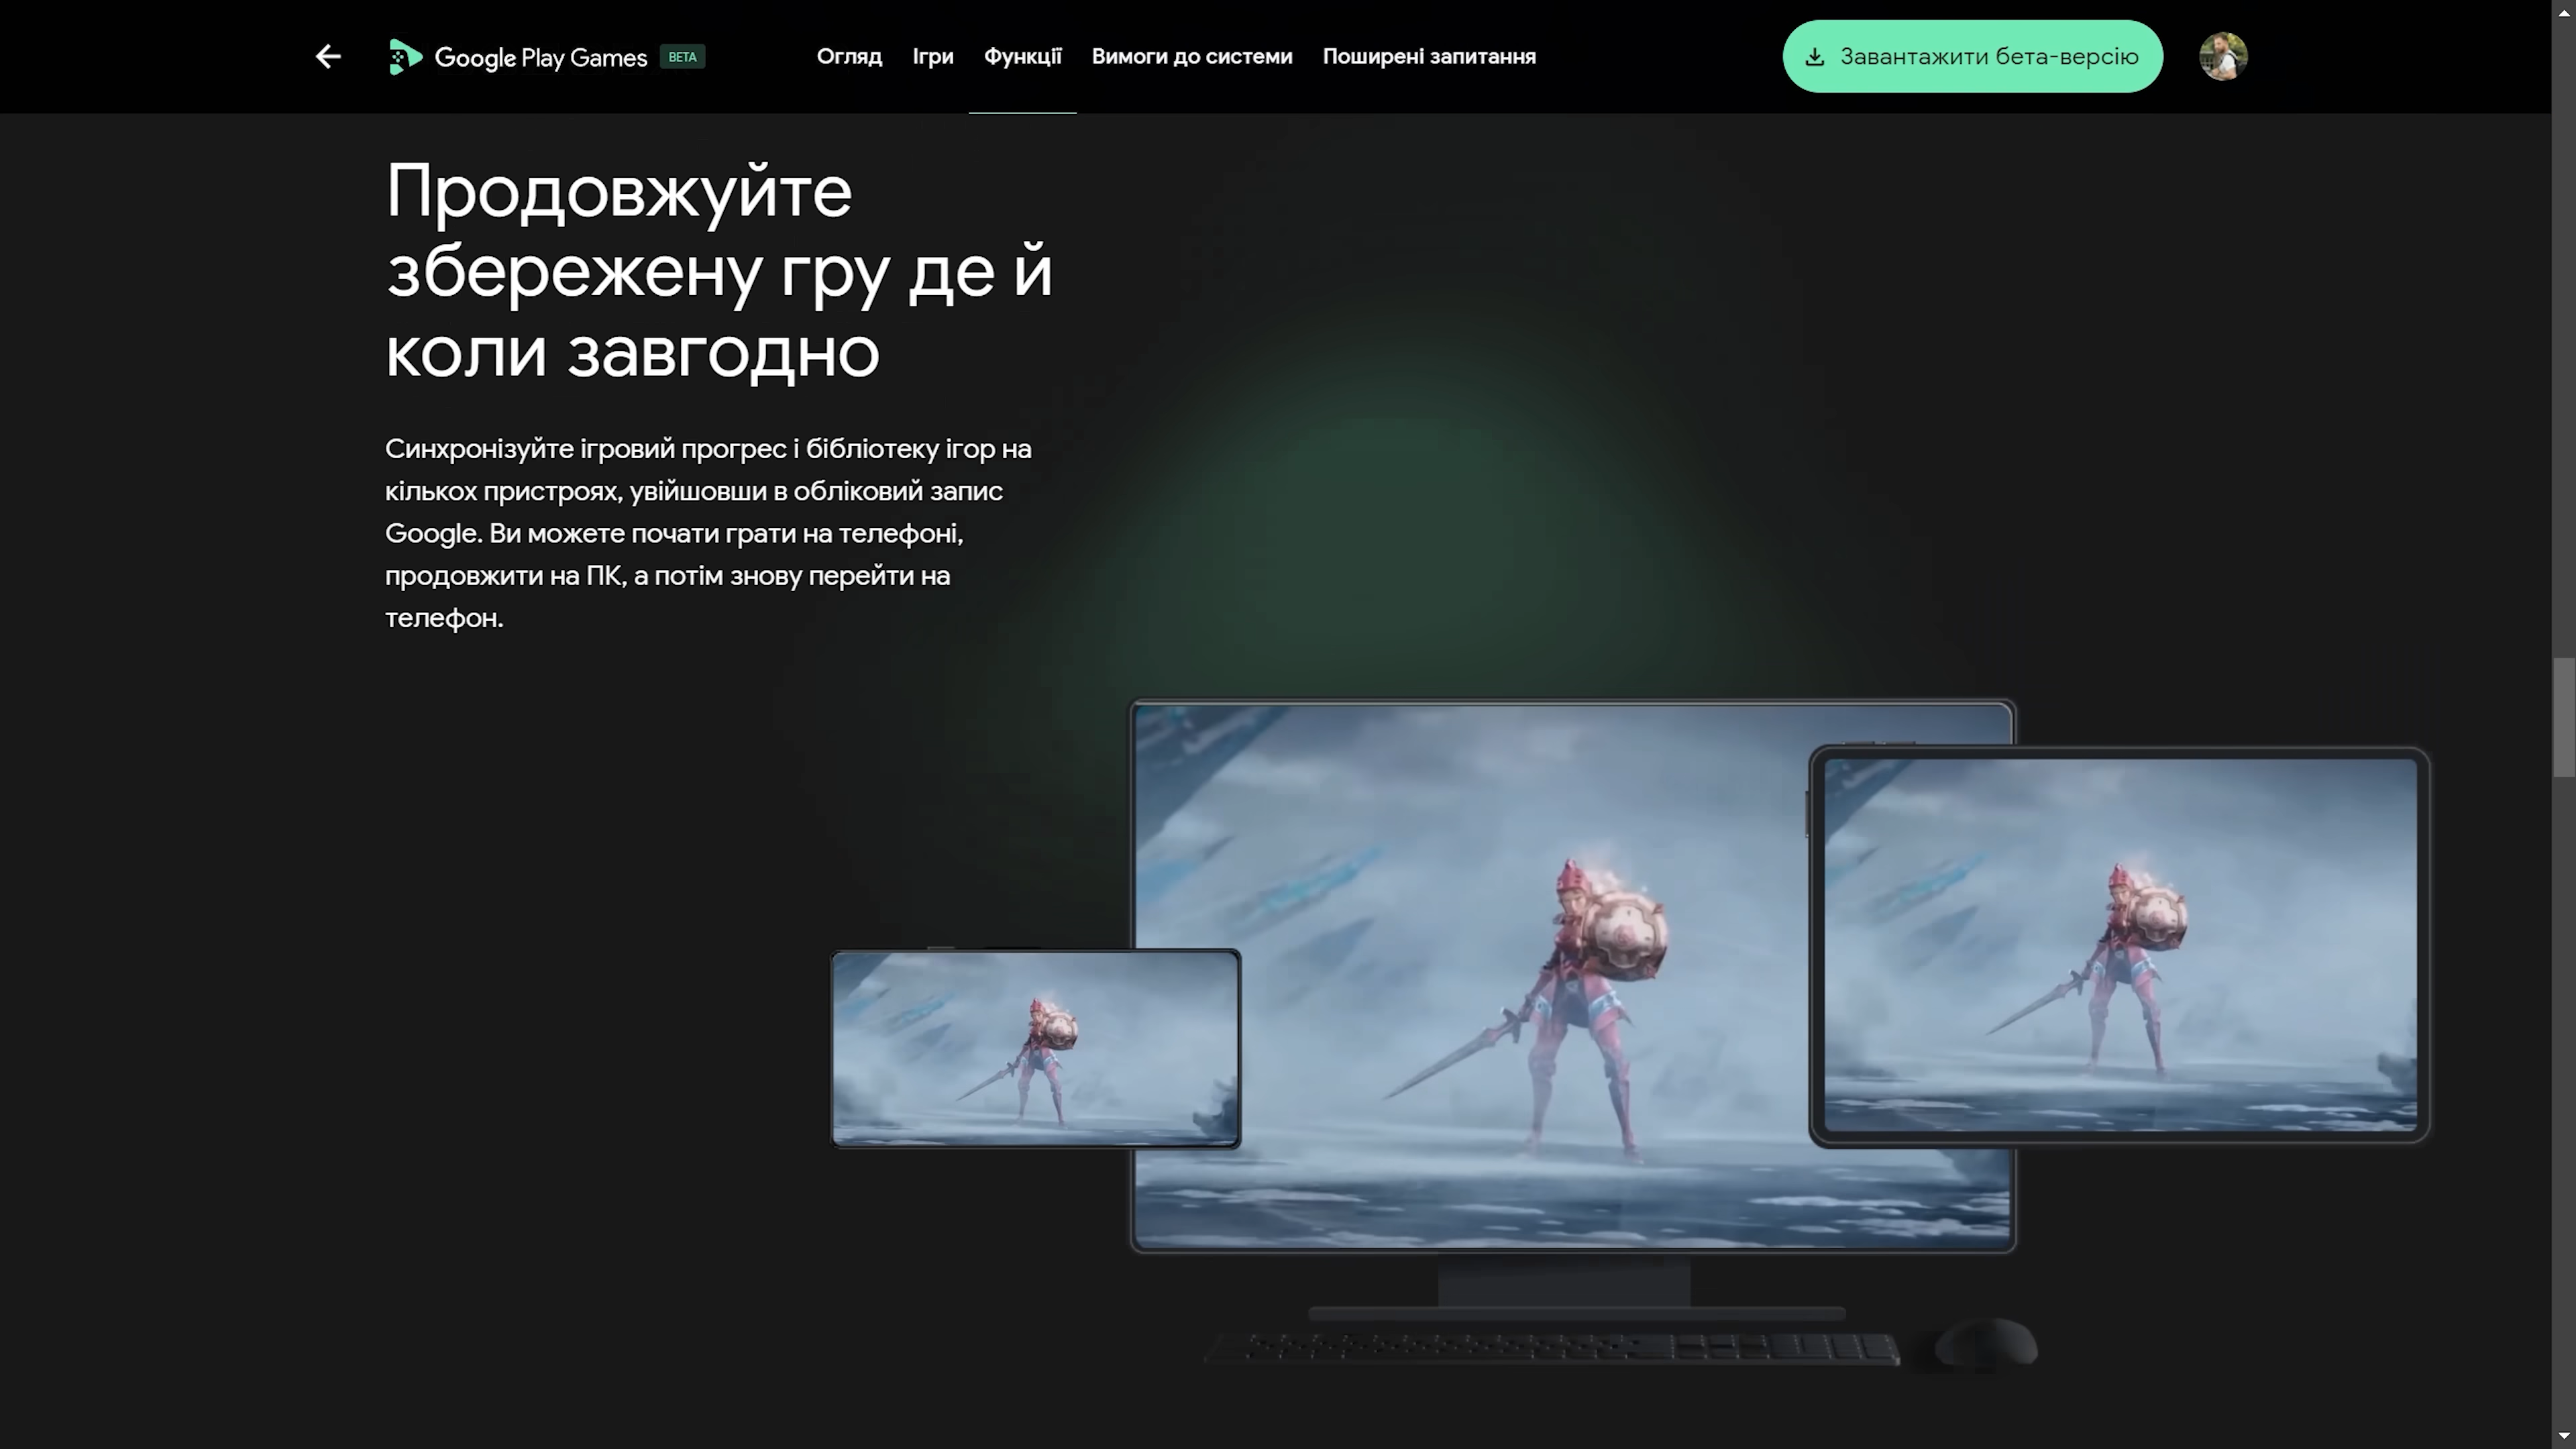 Google Play Games BETA
Огляд Ігри Функції Вимоги до системи Поширені запитання
Завантажити бета-версію
Продовжуйте
збережену гру де й
коли завгодно
Синхронізуйте ігровий прогрес і бібліотеку ігор на
кількох пристроях, увійшовши в обліковий запис
Google. Ви можете почати грати на телефоні,
продовжити на ПК, а потім знову перейти на
телефон.